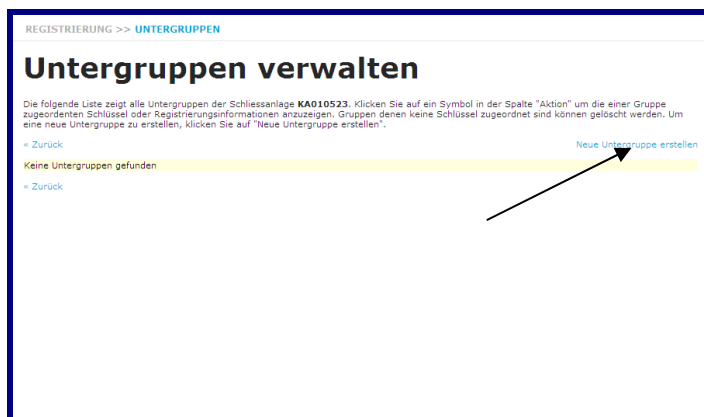 REGISTRIERUNG >> UNTERGRUPPEN
Untergruppen verwalten
Die folgende Liste zeigt alle Untergruppen der Schliessanlage KA010523. Klicken Sie auf ein Symbol in der Spalte "Aktion" um die einer Gruppe
zugeordenten Schlüssel oder Registrierungsinformationen anzuzeigen. Gruppen denen keine Schlüssel zugeordnet sind können gelöscht werden. Um
eine neue Untergruppe zu erstellen, klicken Sie auf "Neue Untergruppe erstellen".
« Zurück Neue Untergruppe erstellen
Keine Untergruppen gefunden
« Zurück